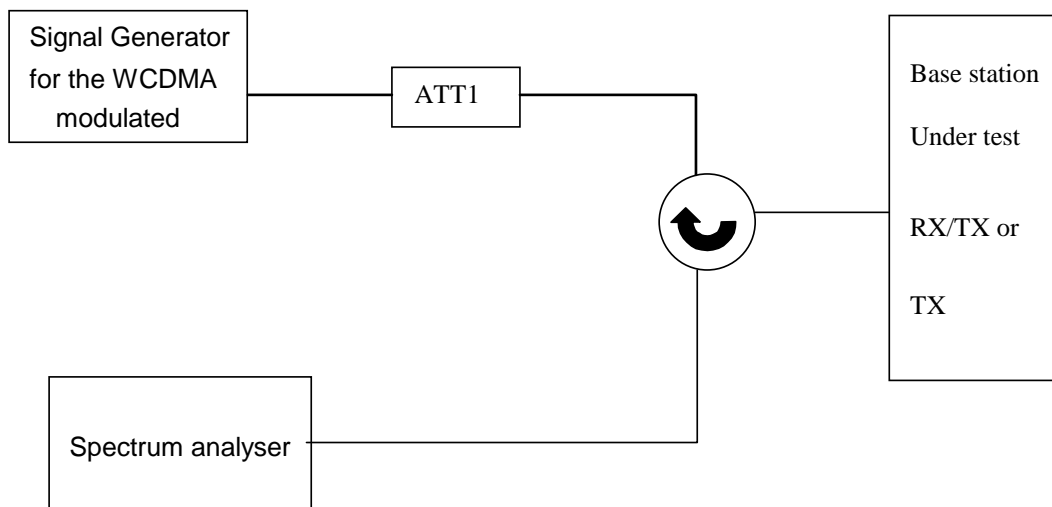 Signal Generator
for the WCDMA
modulated
ATT1
Base station
Under test
RX/TX or
TX
Spectrum analyser